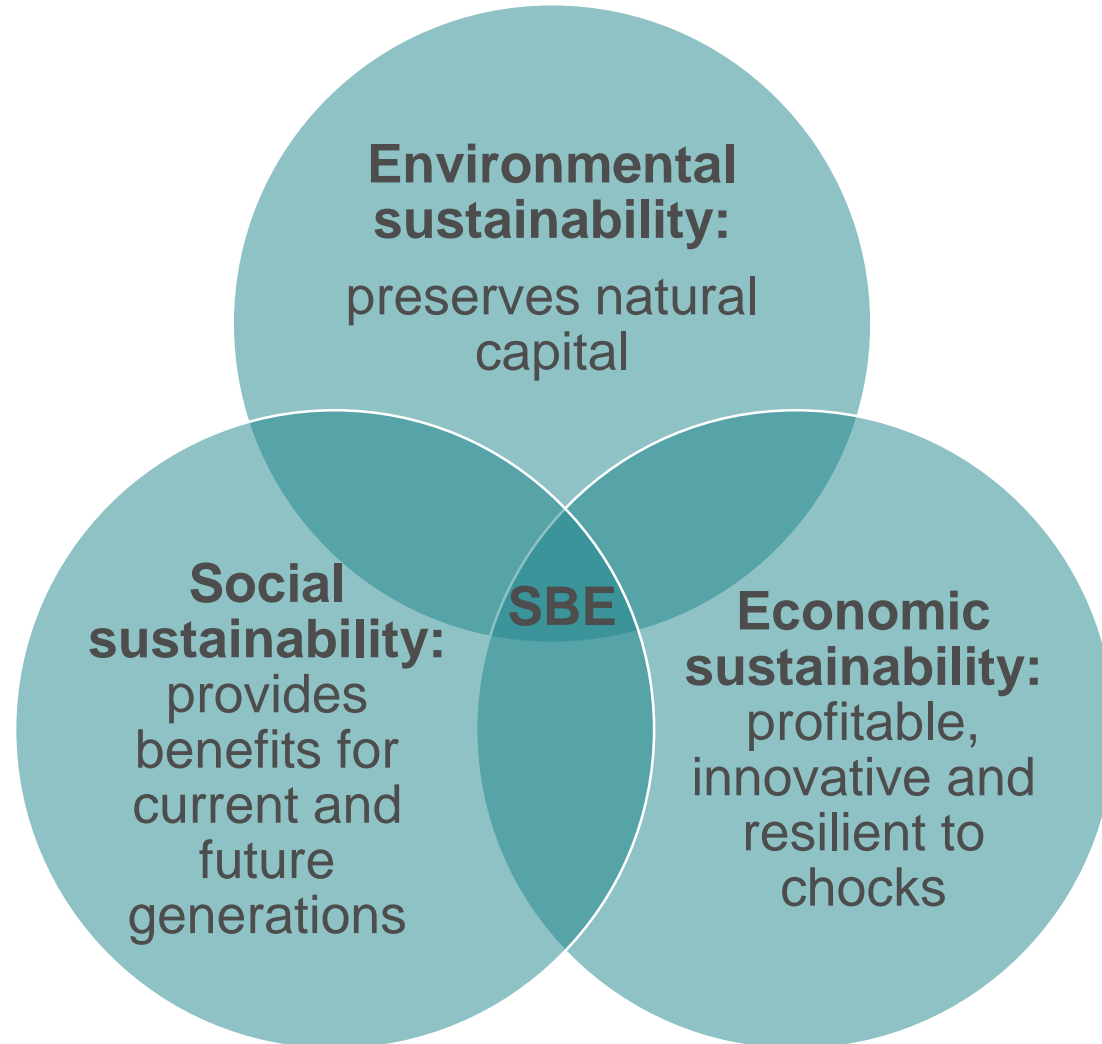 Environmental
sustainability:
preserves natural
capital
Social
sustainability:
provides
benefits for
current and
future
generations
SBE
Economic
sustainability:
profitable,
innovative and
resilient to
chocks